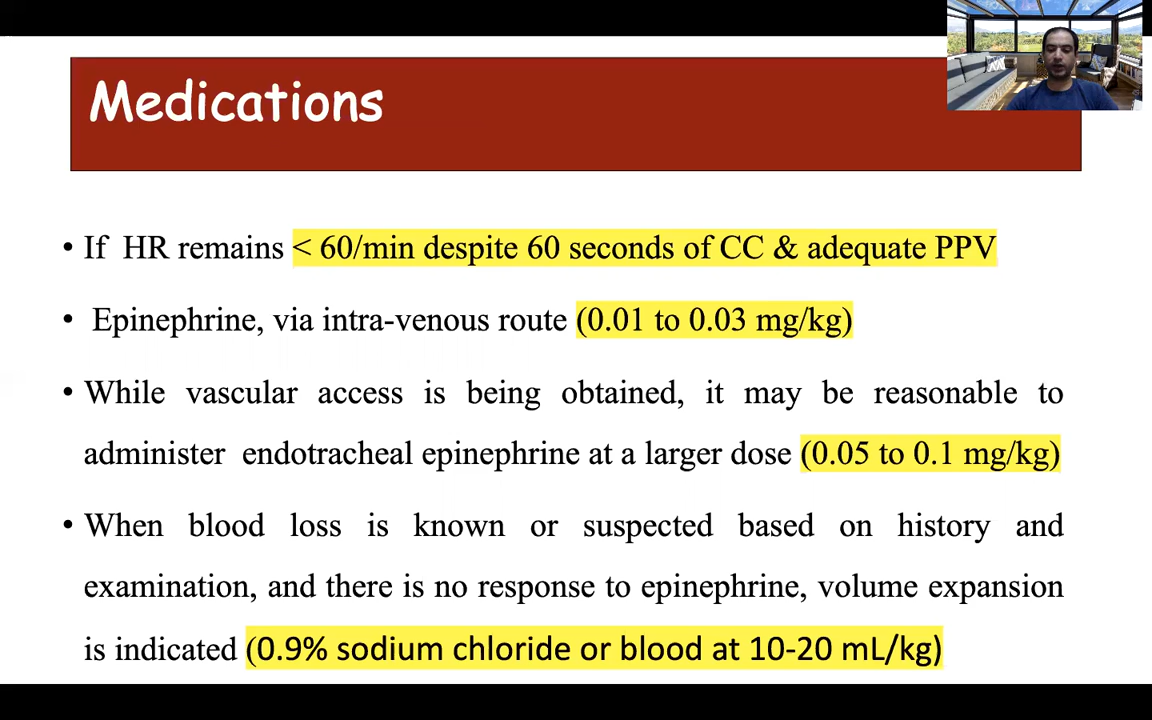 Medications
• If HR remains < 60/min despite 60 seconds of CC & adequate PPV
• Epinephrine, via intra-venous route (0.01 to 0.03 mg/kg)
• While vascular access is being obtained, it may be reasonable to
administer endotracheal epinephrine at a larger dose (0.05 to 0.1 mg/kg)
• When blood loss is known or suspected based on history and
examination, and there is no response to epinephrine, volume expansion
is indicated (0.9% sodium chloride or blood at 10-20 mL/kg)